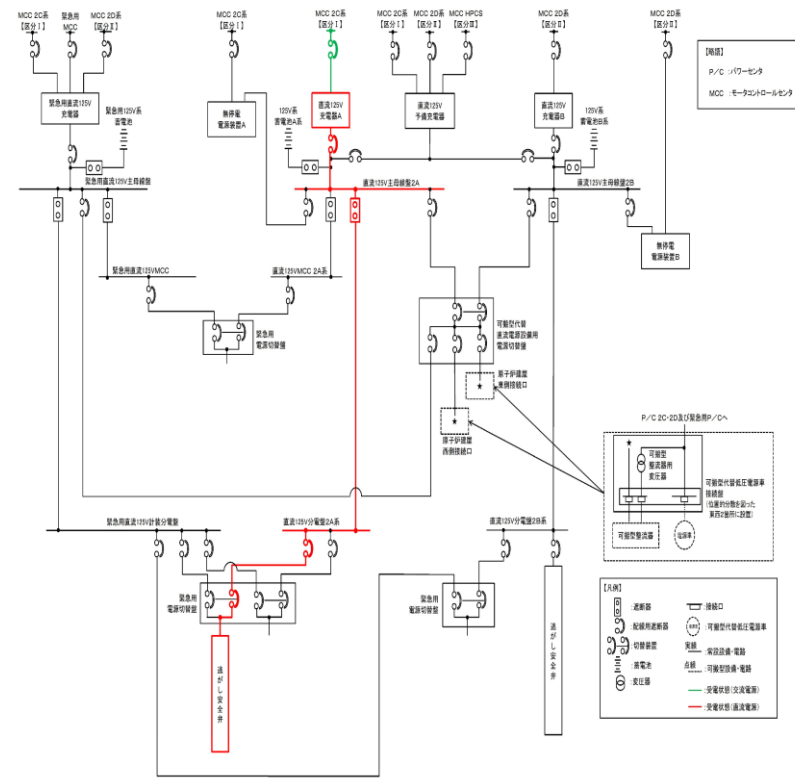 MCC 2C系
【区分Ⅰ】
緊急用
MCC
MCC 2D系
【区分Ⅱ】
MCC 2C系
【区分Ⅰ】
MCC 2C系
【区分Ⅰ】
MCC 2C系
【区分Ⅰ】
MCC 2D系
【区分Ⅱ】
MCC HPCS
【区分Ⅲ】
MCC 2D系
【区分Ⅱ】
MCC 2D系
【区分Ⅱ】
【略語】
P/C :パワーセンタ
MCC :モータコントロールセンタ
緊急用直流125V
充電器
緊急用125V系
蓄電池
無停電
電源装置A
125V系
蓄電池A系
直流125V
充電器A
直流125V
予備充電器
直流125V
充電器B
125V系
蓄電池B系
緊急用直流125V主母線盤
直流125V主母線盤2A
直流125V主母線盤2B
無停電
電源装置B
緊急用直流125VMCC
直流125VMCC 2A系
緊急用
電源切替盤
可搬型代替
直流電源設備用
電源切替盤
原子炉建屋
東側接続口
原子炉建屋
西側接続口
P/C 2C・2D及び緊急用P/Cへ
可搬型
整流器用
変圧器
可搬型代替低圧電源車
接続盤
(位置的分散を図った
東西2箇所に設置)
可搬型整流器
電源車
緊急用直流125V計装分電盤
直流125V分電盤2A系
直流125V分電盤2B系
緊急用
電源切替盤
緊急用
電源切替盤
逃がし安全弁
逃がし安全弁
【凡例】
:遮断器
:配線用遮断器
:切替装置
:蓄電池
:変圧器
:接続口
:可搬型代替低圧電源車
実線 :常設設備・電路
点線 :可搬型設備・電路
:受電状態(交流電源)
:受電状態(直流電源)